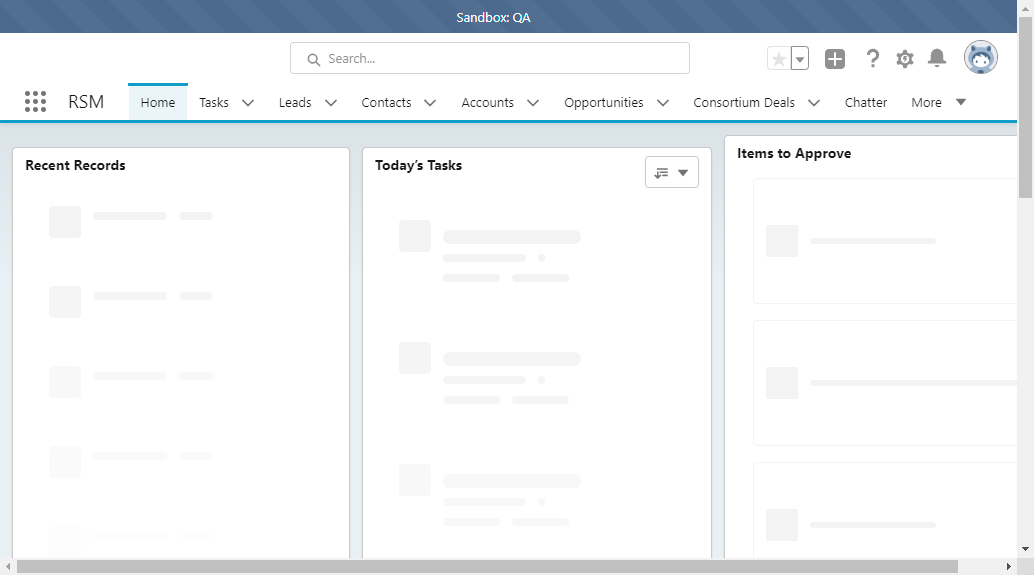 Sandbox: QA
Search...
RSM
Home
Tasks
Leads
Contacts
Accounts
Opportunities
Consortium Deals
Chatter
More
Recent Records
Today’s Tasks
Items to Approve